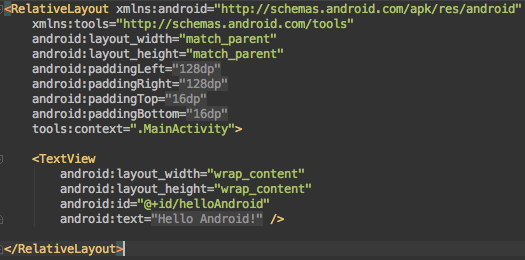 <RelativeLayout xmlns:android="http://schemas.android.com/apk/res/android"
    xmlns:tools="http://schemas.android.com/tools"
    android:layout_width="match_parent"
    android:layout_height="match_parent"
    android:paddingLeft="128dp"
    android:paddingRight="128dp"
    android:paddingTop="16dp"
    android:paddingBottom="16dp"
    tools:context=".MainActivity">
    <TextView
        android:layout_width="wrap_content"
        android:layout_height="wrap_content"
        android:id="@+id/helloAndroid"
        android:text="Hello Android!" />
</RelativeLayout>